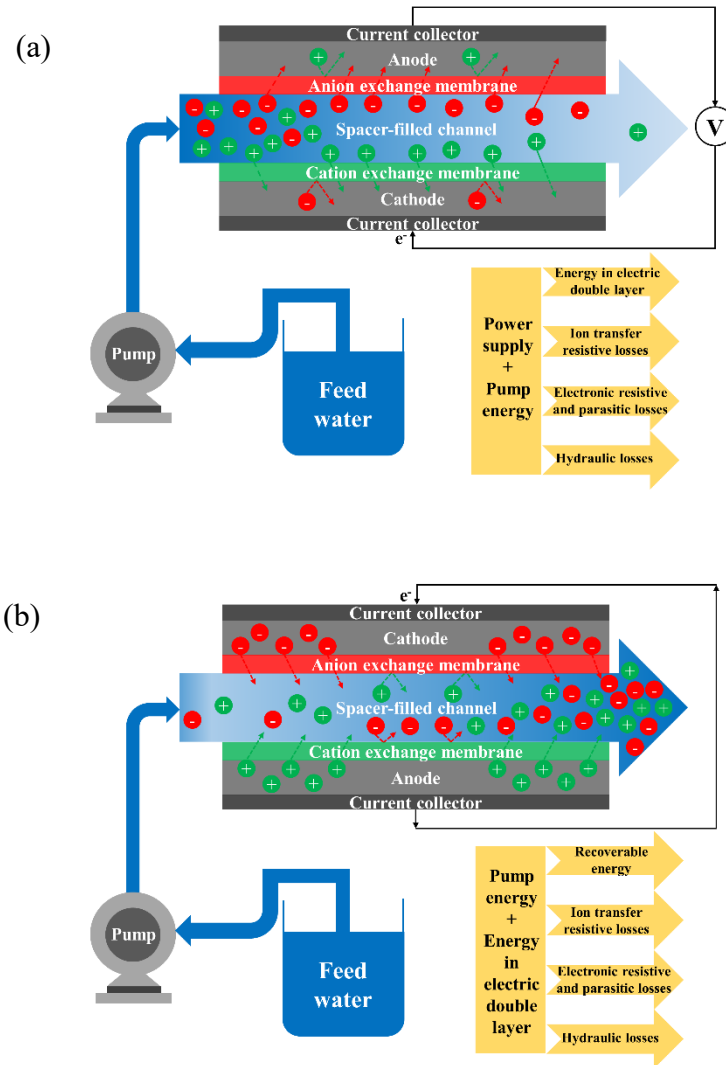 (a)
Current collector
Anode
Anion exchange membrane
Spacer-filled channel
Cation exchange membrane
Cathode
Current collector
e-
V
Pump
Feed
water
Power
supply
+
Pump
energy
Energy in electric
double layer
Ion transfer
resistive losses
Electronic resistive
and parasitic losses
Hydraulic losses
(b)
e-
Current collector
Cathode
Anion exchange membrane
Spacer-filled channel
Cation exchange membrane
Anode
Current collector
Pump
Feed
water
Pump
energy
+
Energy
in
electric
double
layer
Recoverable
energy
Ion transfer
resistive losses
Electronic resistive
and parasitic losses
Hydraulic losses